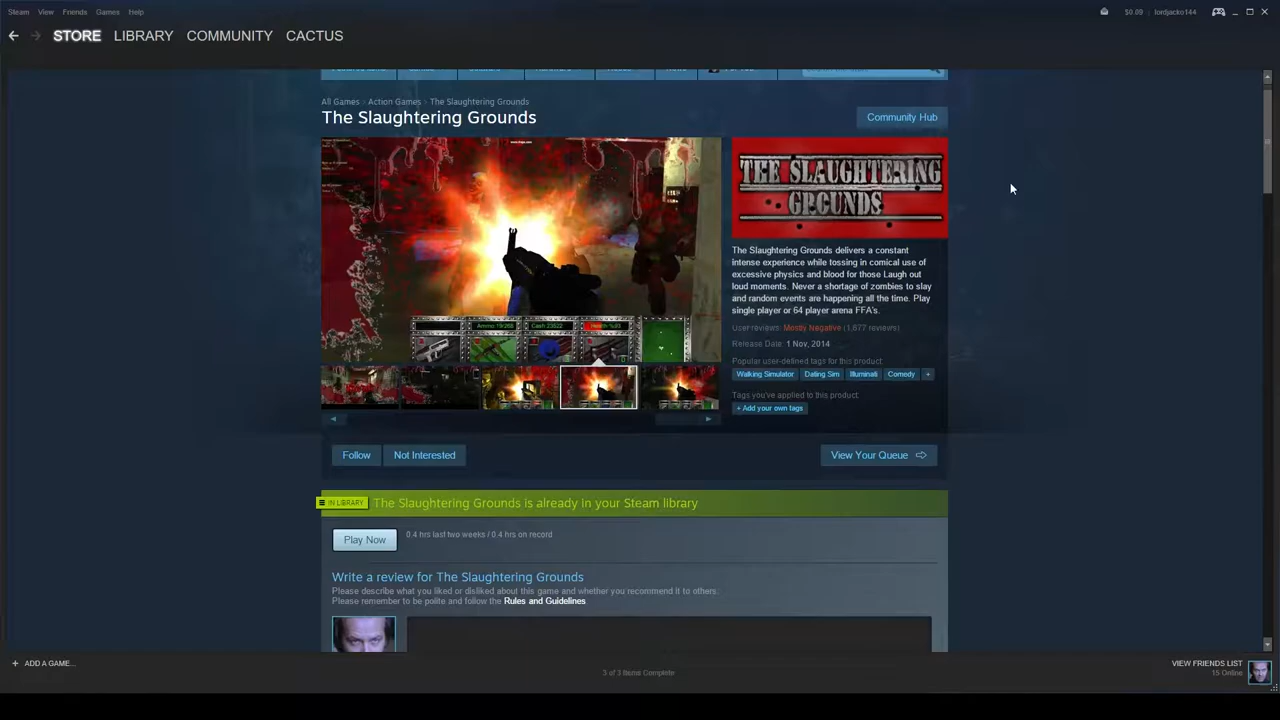 Steam View Friends Games Help
$0.09 lordjacko144
STORE LIBRARY COMMUNITY CACTUS
All Games > Action Games > The Slaughtering Grounds
The Slaughtering Grounds
Community Hub
Ammo 19/268 Cash 23522 Health %93
THE SLAUGHTERING
GROUNDS
The Slaughtering Grounds delivers a constant
intense experience while tossing in comical use of
excessive physics and blood for those Laugh out
loud moments. Never a shortage of zombies to slay
and random events are happening all the time. Play
single player or 64 player arena FFA's.
User reviews: Mostly Negative (1,677 reviews)
Release Date: 1 Nov, 2014
Popular user-defined tags for this product:
Walking Simulator Dating Sim Illuminati Comedy +
Tags you've applied to this product:
+ Add your own tags
Follow Not Interested View Your Queue
IN LIBRARY The Slaughtering Grounds is already in your Steam library
Play Now 0.4 hrs last two weeks / 0.4 hrs on record
Write a review for The Slaughtering Grounds
Please describe what you liked or disliked about this game and whether you recommend it to others.
Please remember to be polite and follow the Rules and Guidelines.
+ ADD A GAME...
3 of 3 Items Complete
VIEW FRIENDS LIST
15 Online